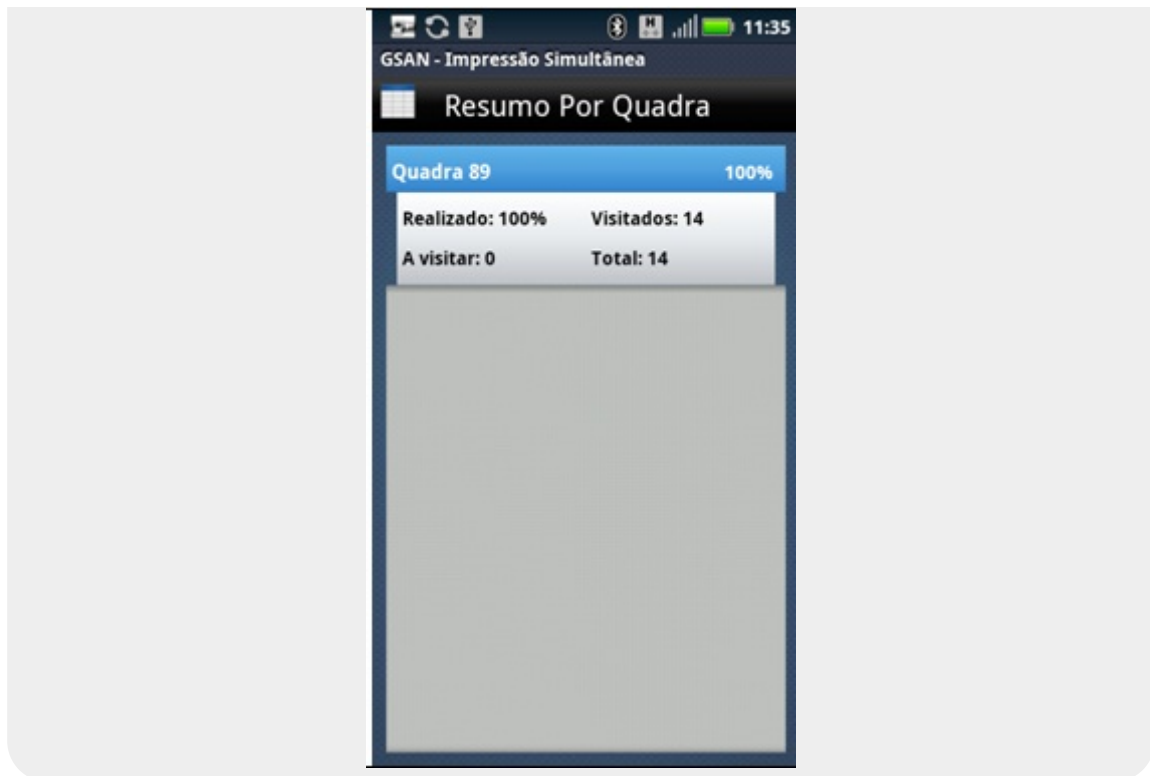 11:35
GSAN - Impressão Simultânea
Resumo Por Quadra
Quadra 89 100%
Realizado: 100% Visitados: 14
A visitar: 0 Total: 14